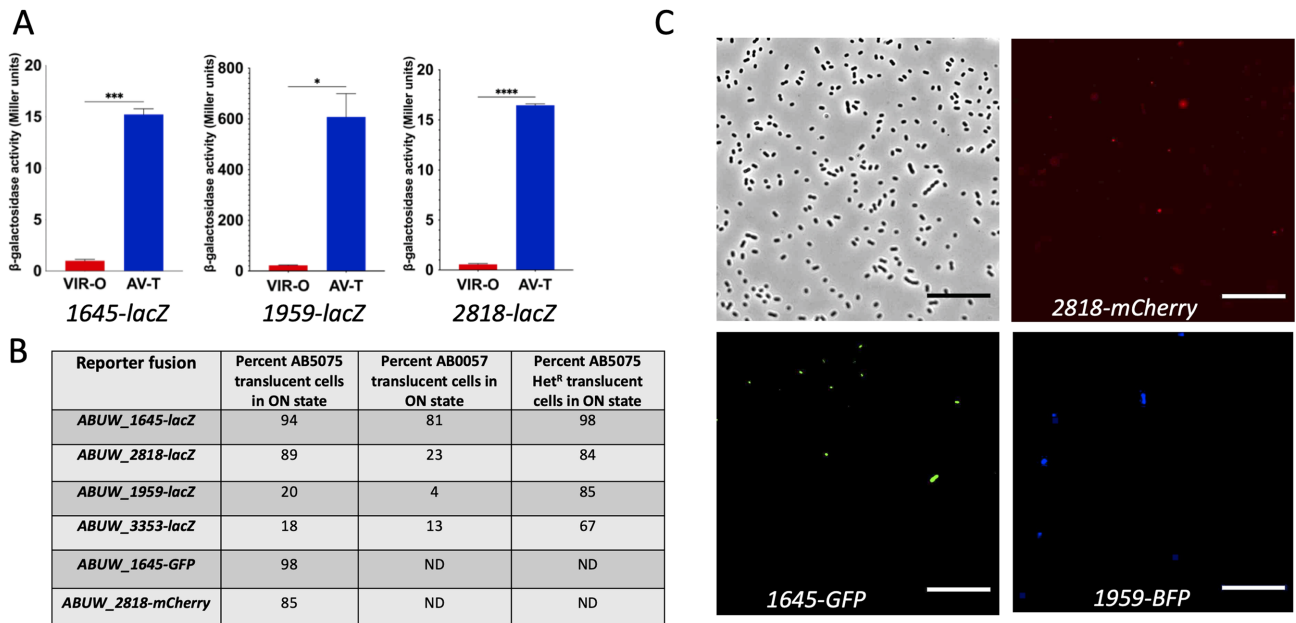 A
β-galactosidase activity (Miller units)
20
15
10
5
0
***
VIR-O AV-T
1645-lacZ
β-galactosidase activity (Miller units)
800
600
400
200
0
*
VIR-O AV-T
1959-lacZ
β-galactosidase activity (Miller units)
20
15
10
5
0
****
VIR-O AV-T
2818-lacZ
B
Reporter fusion
Percent AB5075
translucent cells
in ON state
Percent AB0057
translucent cells in
ON state
Percent AB5075
Het^R translucent
cells in ON state
ABUW_1645-lacZ 94 81 98
ABUW_2818-lacZ 89 23 84
ABUW_1959-lacZ 20 4 85
ABUW_3353-lacZ 18 13 67
ABUW_1645-GFP 98 ND ND
ABUW_2818-mCherry 85 ND ND
C
2818-mCherry
1645-GFP
1959-BFP